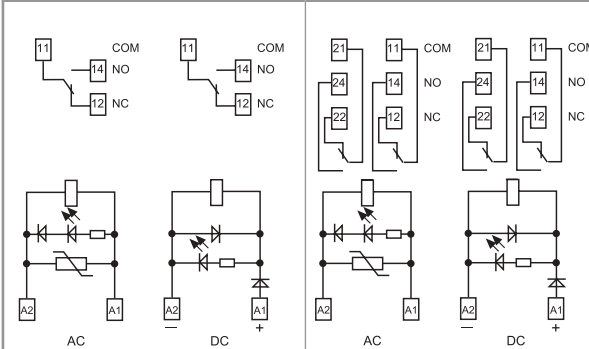 11 COM 11 COM 21 11 COM 21 11 COM
14 NO 14 NO 24 14 NO 24 14 NO
12 NC 12 NC 22 12 NC 22 12 NC
A2 A1 A2 A1 A2 A1 A2 A1
— + — +
AC DC AC DC